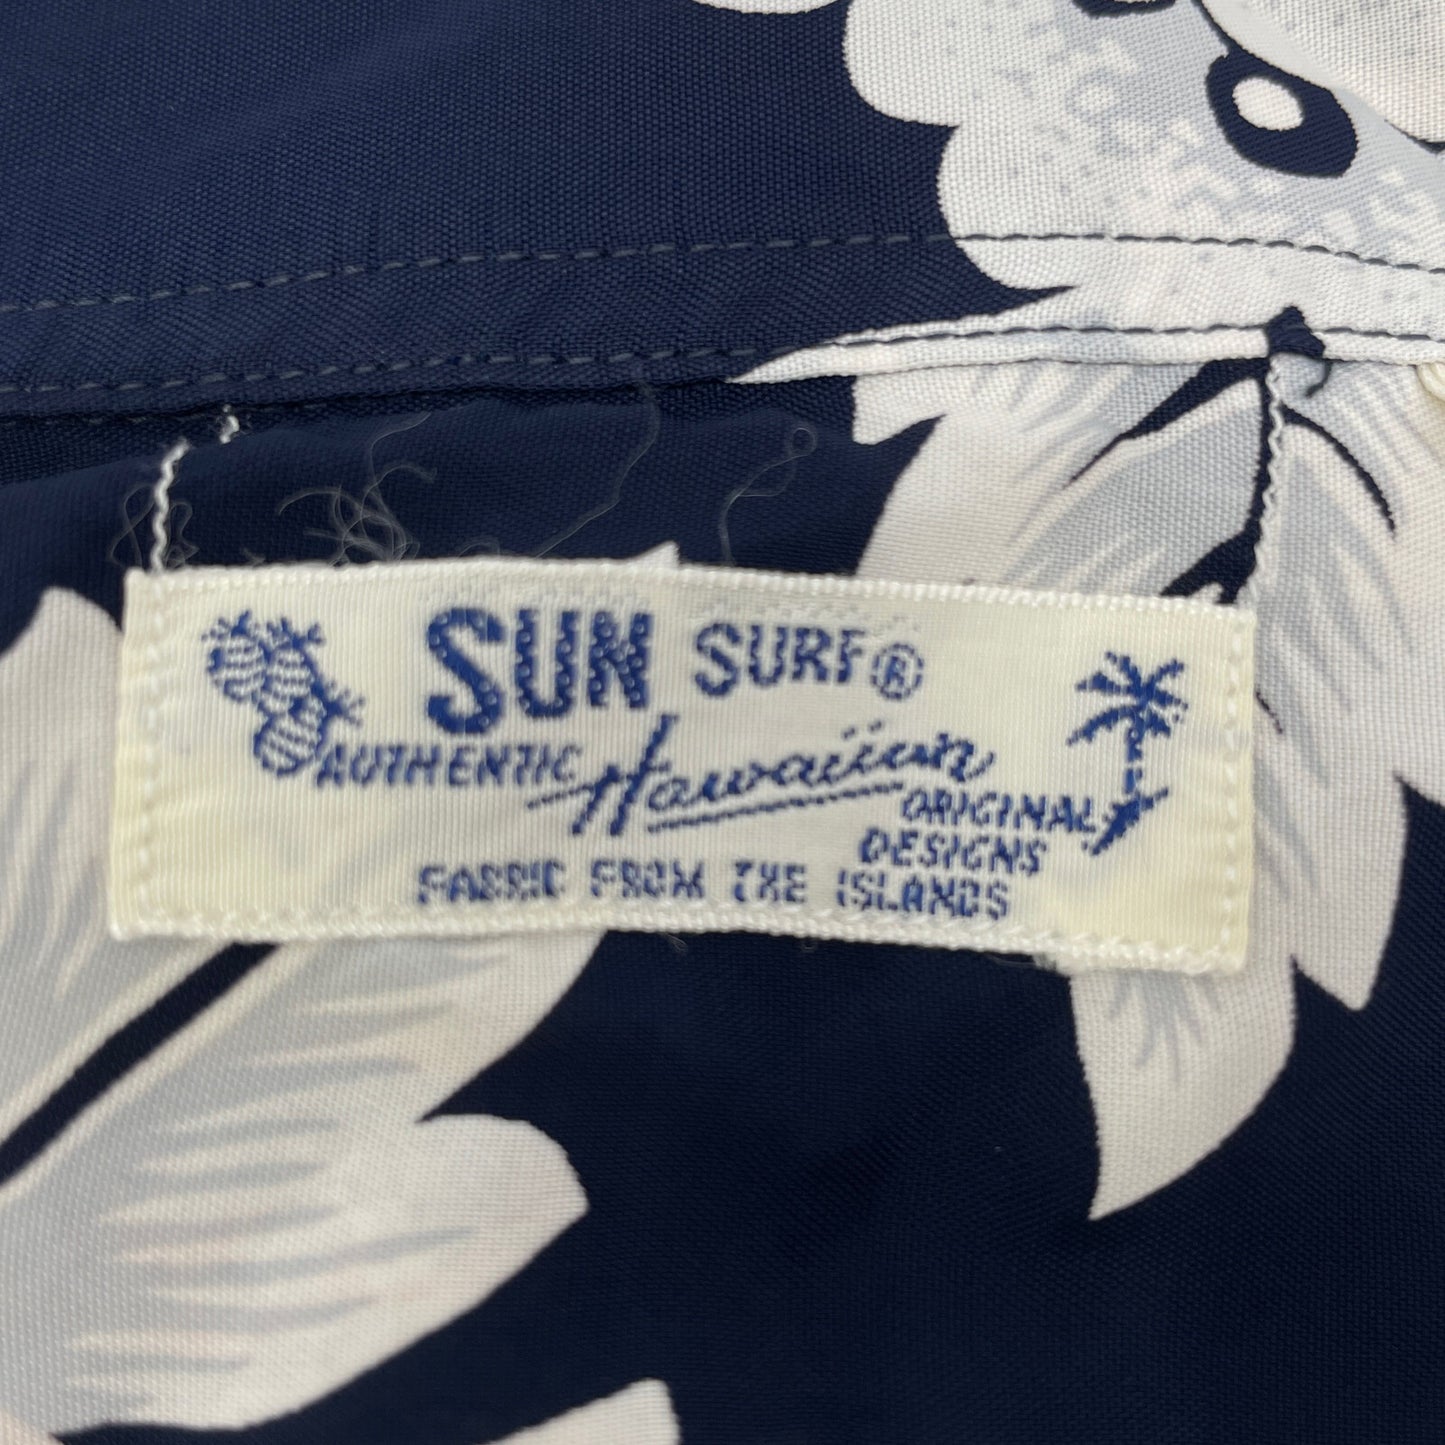 SUN SURF®
AUTHENTIC Hawaiian ORIGINAL
DESIGNS
FABRIC FROM THE ISLANDS